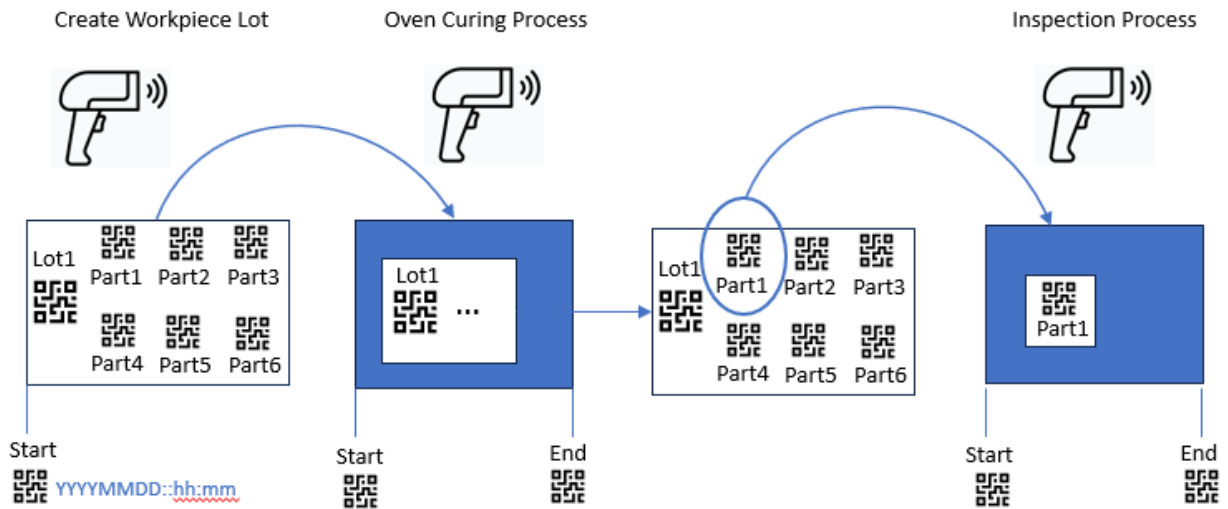 Create Workpiece Lot
Oven Curing Process
Inspection Process
Lot1
Part1 Part2 Part3
Part4 Part5 Part6
Lot1
...
Lot1
Part1 Part2 Part3
Part4 Part5 Part6
Part1
Start
YYYYMMDD::hh:mm
Start
End
Start
End